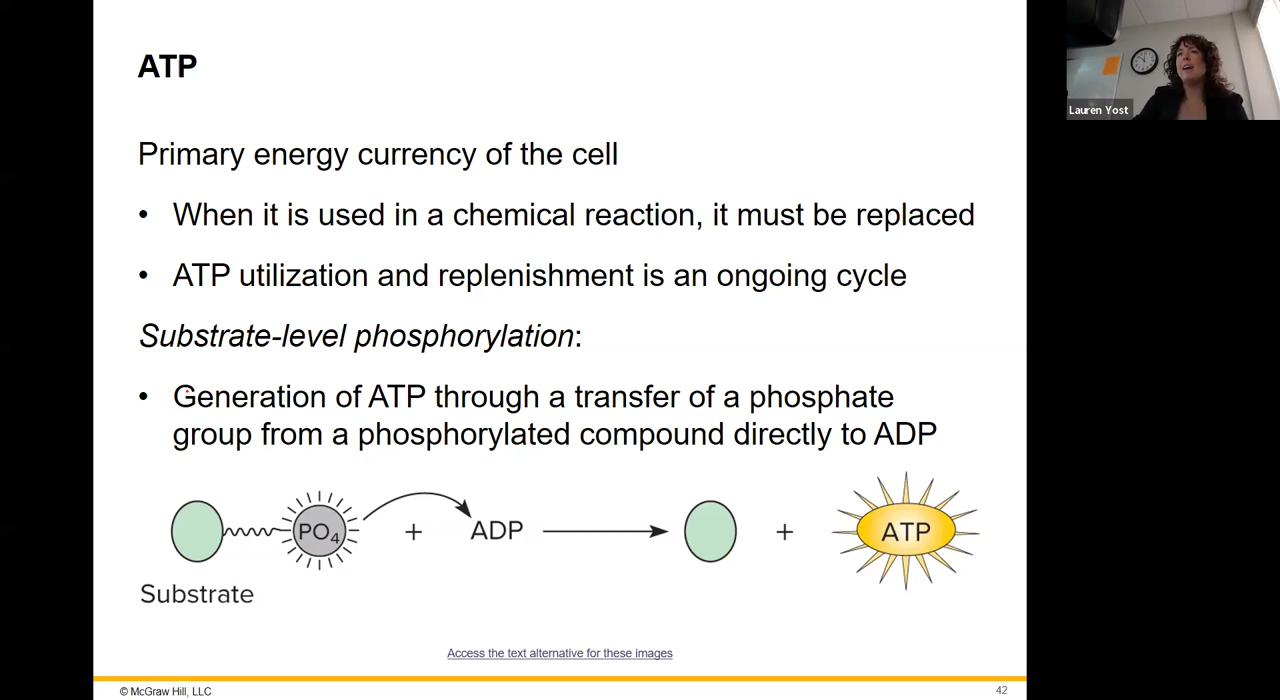 ATP
Primary energy currency of the cell
• When it is used in a chemical reaction, it must be replaced
• ATP utilization and replenishment is an ongoing cycle
Substrate-level phosphorylation:
• Generation of ATP through a transfer of a phosphate
group from a phosphorylated compound directly to ADP
PO4 + ADP + ATP
Substrate
Access the text alternative for these images
© McGraw Hill, LLC
42
Lauren Yost